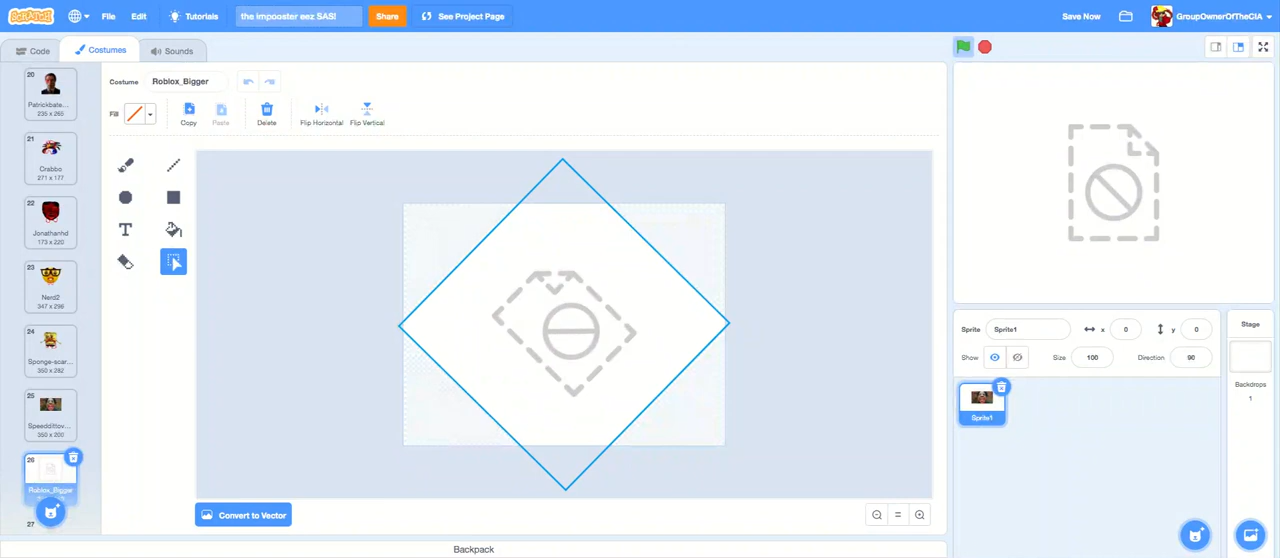 SCRATCH File Edit Tutorials the impooster eez SAS! Share See Project Page Save Now GroupOwnerOfTheCIA
Code Costumes Sounds
20
Patrickbate...
235 x 265
21
Crabbo
271 x 177
22
Jonathanhd
173 x 220
23
Nerd2
347 x 299
24
Sponge-scar...
350 x 282
25
Speeddittov...
350 x 200
26
Roblox_Bigger
27
Costume Roblox_Bigger
Fill Copy Paste Delete Flip Horizontal Flip Vertical
T
Convert to Vector
Backpack
Sprite Sprite1 x 0 y 0
Show Size 100 Direction 90
Sprite1
Stage
Backdrops
1